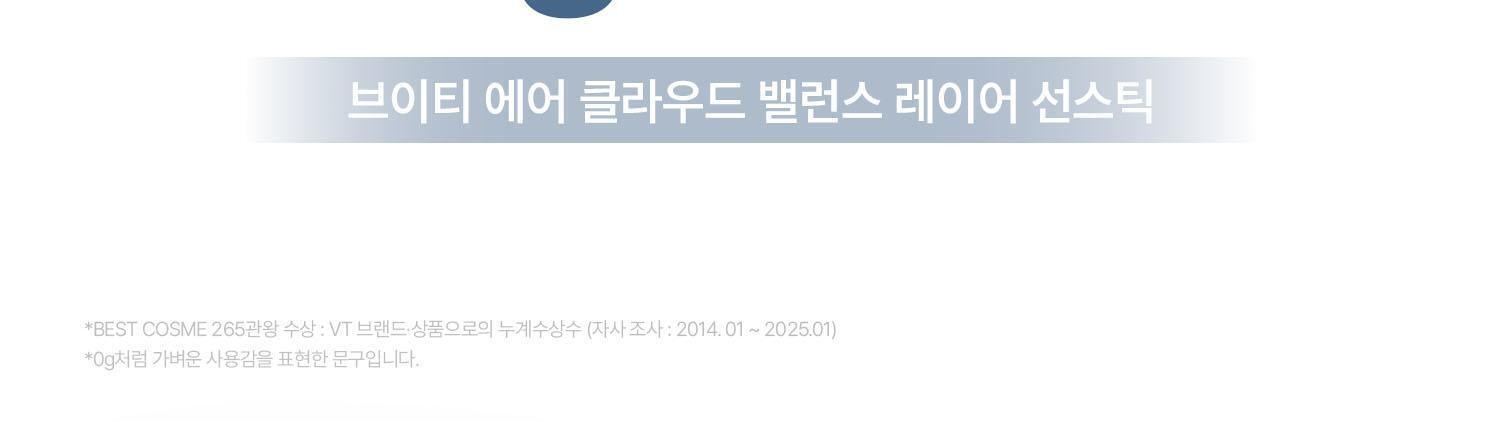 브이티 에어 클라우드 밸런스 레이어 선스틱
*BEST COSME 265관왕 수상 : VT 브랜드·상품으로의 누계수상수 (자사 조사 : 2014. 01 ~ 2025.01)
*0g처럼 가벼운 사용감을 표현한 문구입니다.